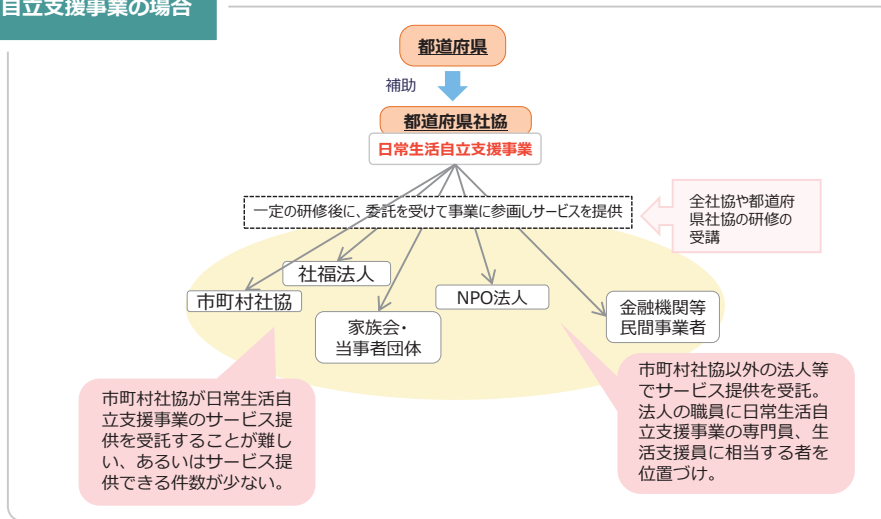 自立支援事業の場合
都道府県
補助
都道府県社協
日常生活自立支援事業
一定の研修後に、委託を受けて事業に参画しサービスを提供
全社協や都道府
県社協の研修の
受講
社福法人
市町村社協
NPO法人
家族会・
当事者団体
金融機関等
民間事業者
市町村社協が日常生活自
立支援事業のサービス提
供を受託することが難し
い、あるいはサービス提
供できる件数が少ない。
市町村社協以外の法人等
でサービス提供を受託。
法人の職員に日常生活自
立支援事業の専門員、生
活支援員に相当する者を
位置づけ。